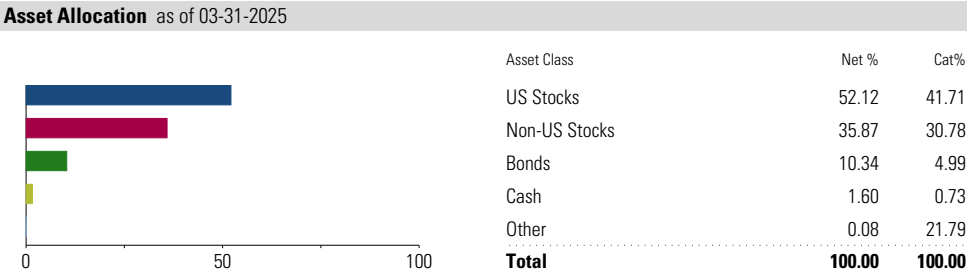 Asset Allocation as of 03-31-2025
Asset Class Net % Cat%
US Stocks 52.12 41.71
Non-US Stocks 35.87 30.78
Bonds 10.34 4.99
Cash 1.60 0.73
Other 0.08 21.79
0 50 100
Total 100.00 100.00